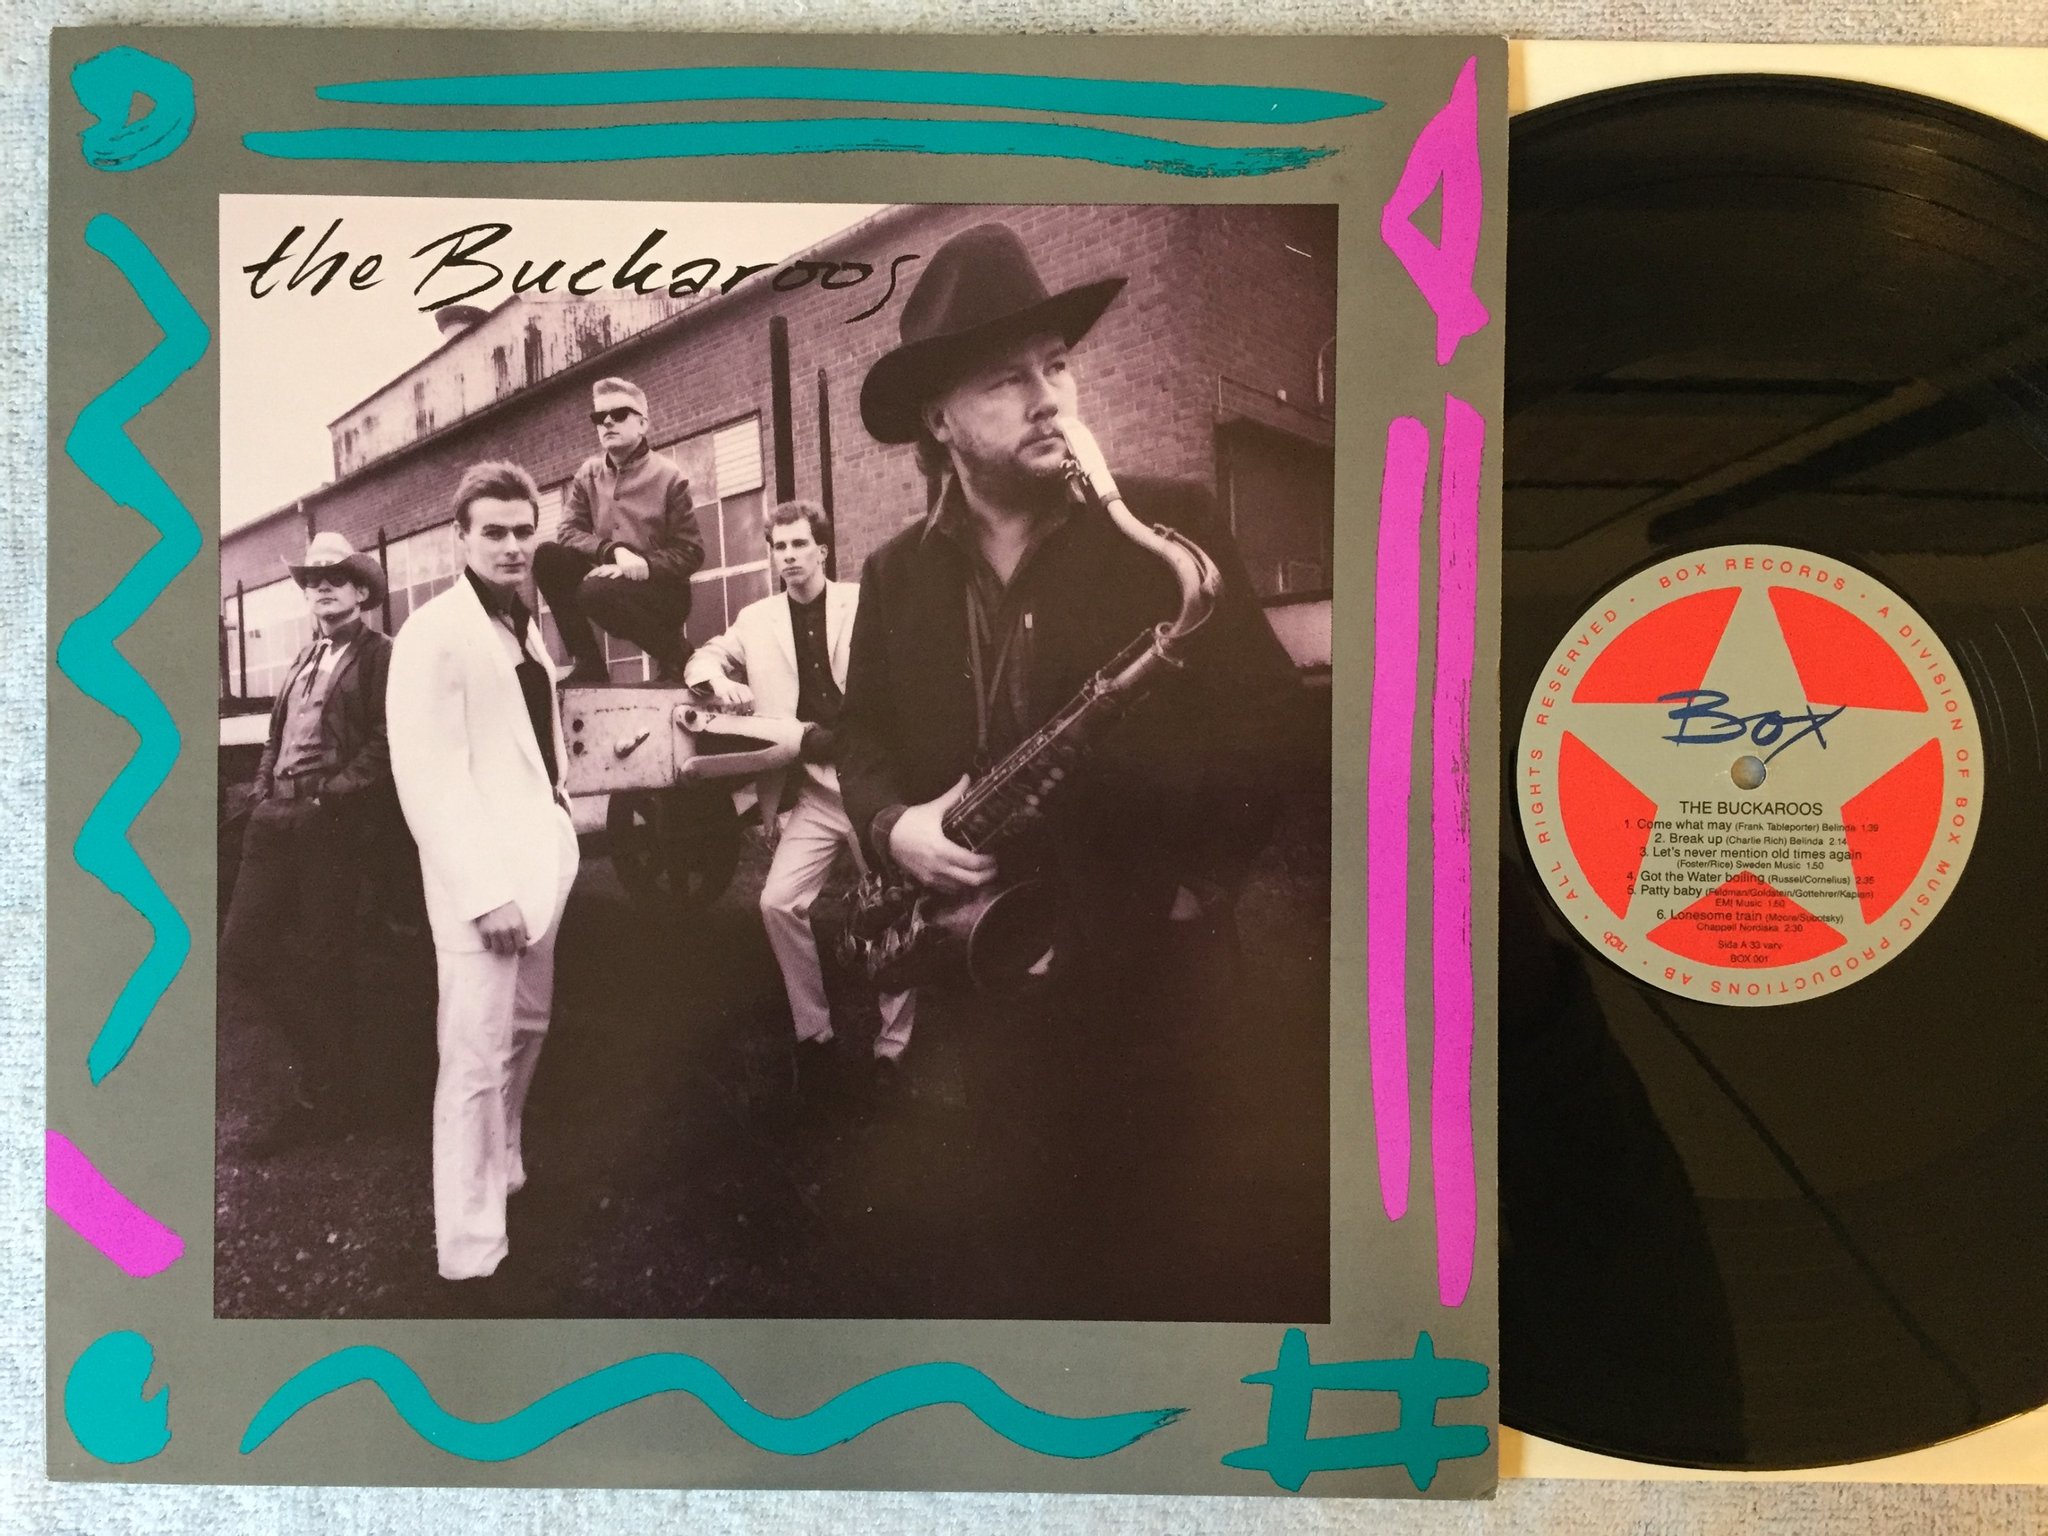 the Buckaroos
BOX RECORDS · A DIVISION OF BOX MUSIC PRODUCTIONS AB · ncb · ALL RIGHTS RESERVED ·
Box
THE BUCKAROOS
1. Come what may (Frank Tableporter) Belinda 1.39
2. Break up (Charlie Rich) Belinda 2.14
3. Let's never mention old times again
(Foster/Rice) Sweden Music 1.50
4. Got the Water boiling (Russel/Cornelius) 2.35
5. Patty baby (Feldman/Goldstein/Gottehrer/Kaplan)
EMI Music 1.50
6. Lonesome train (Moore/Subotsky)
Chappell Nordiska 2.30
Sida A 33 varv
BOX 001